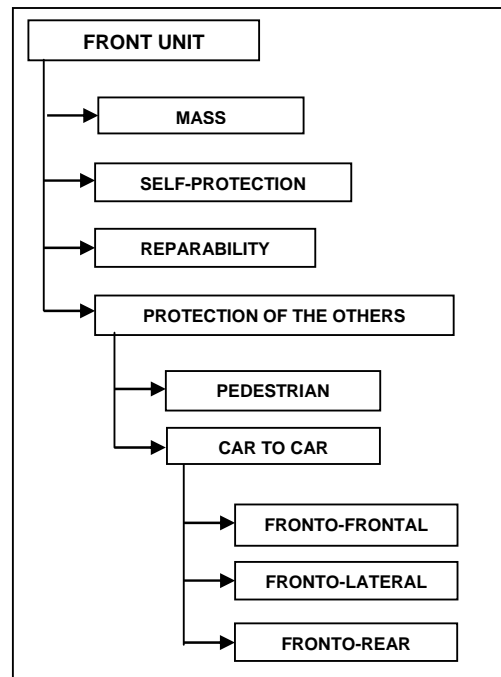 FRONT UNIT
MASS
SELF-PROTECTION
REPARABILITY
PROTECTION OF THE OTHERS
PEDESTRIAN
CAR TO CAR
FRONTO-FRONTAL
FRONTO-LATERAL
FRONTO-REAR